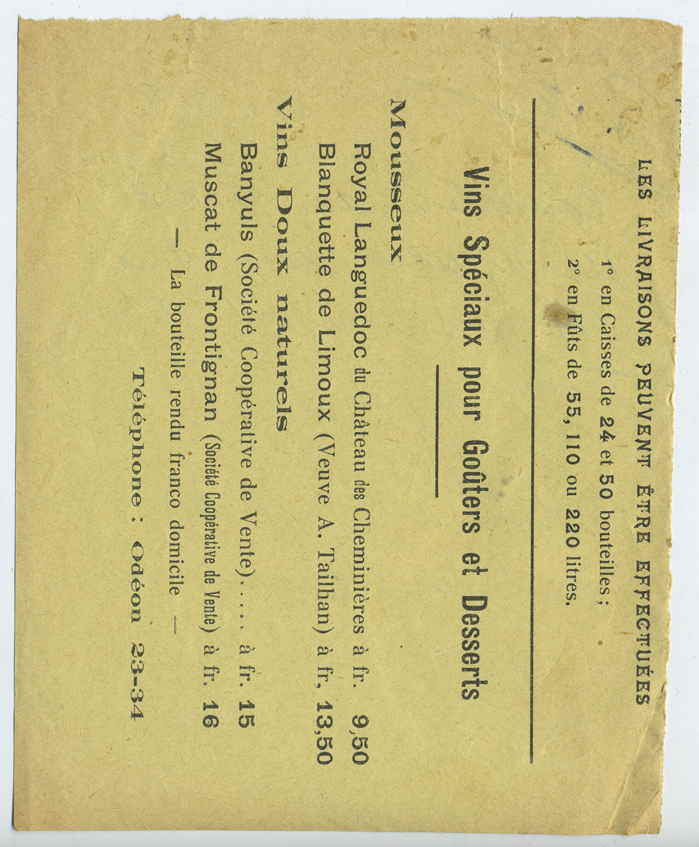 LES LIVRAISONS PEUVENT ÊTRE EFFECTUÉES
1° en Caisses de 24 et 50 bouteilles ;
2° en Fûts de 55, 110 ou 220 litres.
Vins Spéciaux pour Goûters et Desserts
Mousseux
Royal Languedoc du Château des Cheminières à fr. 9,50
Blanquette de Limoux (Veuve A. Tailhan) à fr, 13,50
Vins Doux naturels
Banyuls (Société Coopérative de Vente)..... à fr. 15
Muscat de Frontignan (Société Coopérative de Vente) à fr. 16
— La bouteille rendu franco domicile —
Téléphone : Odéon 23-34